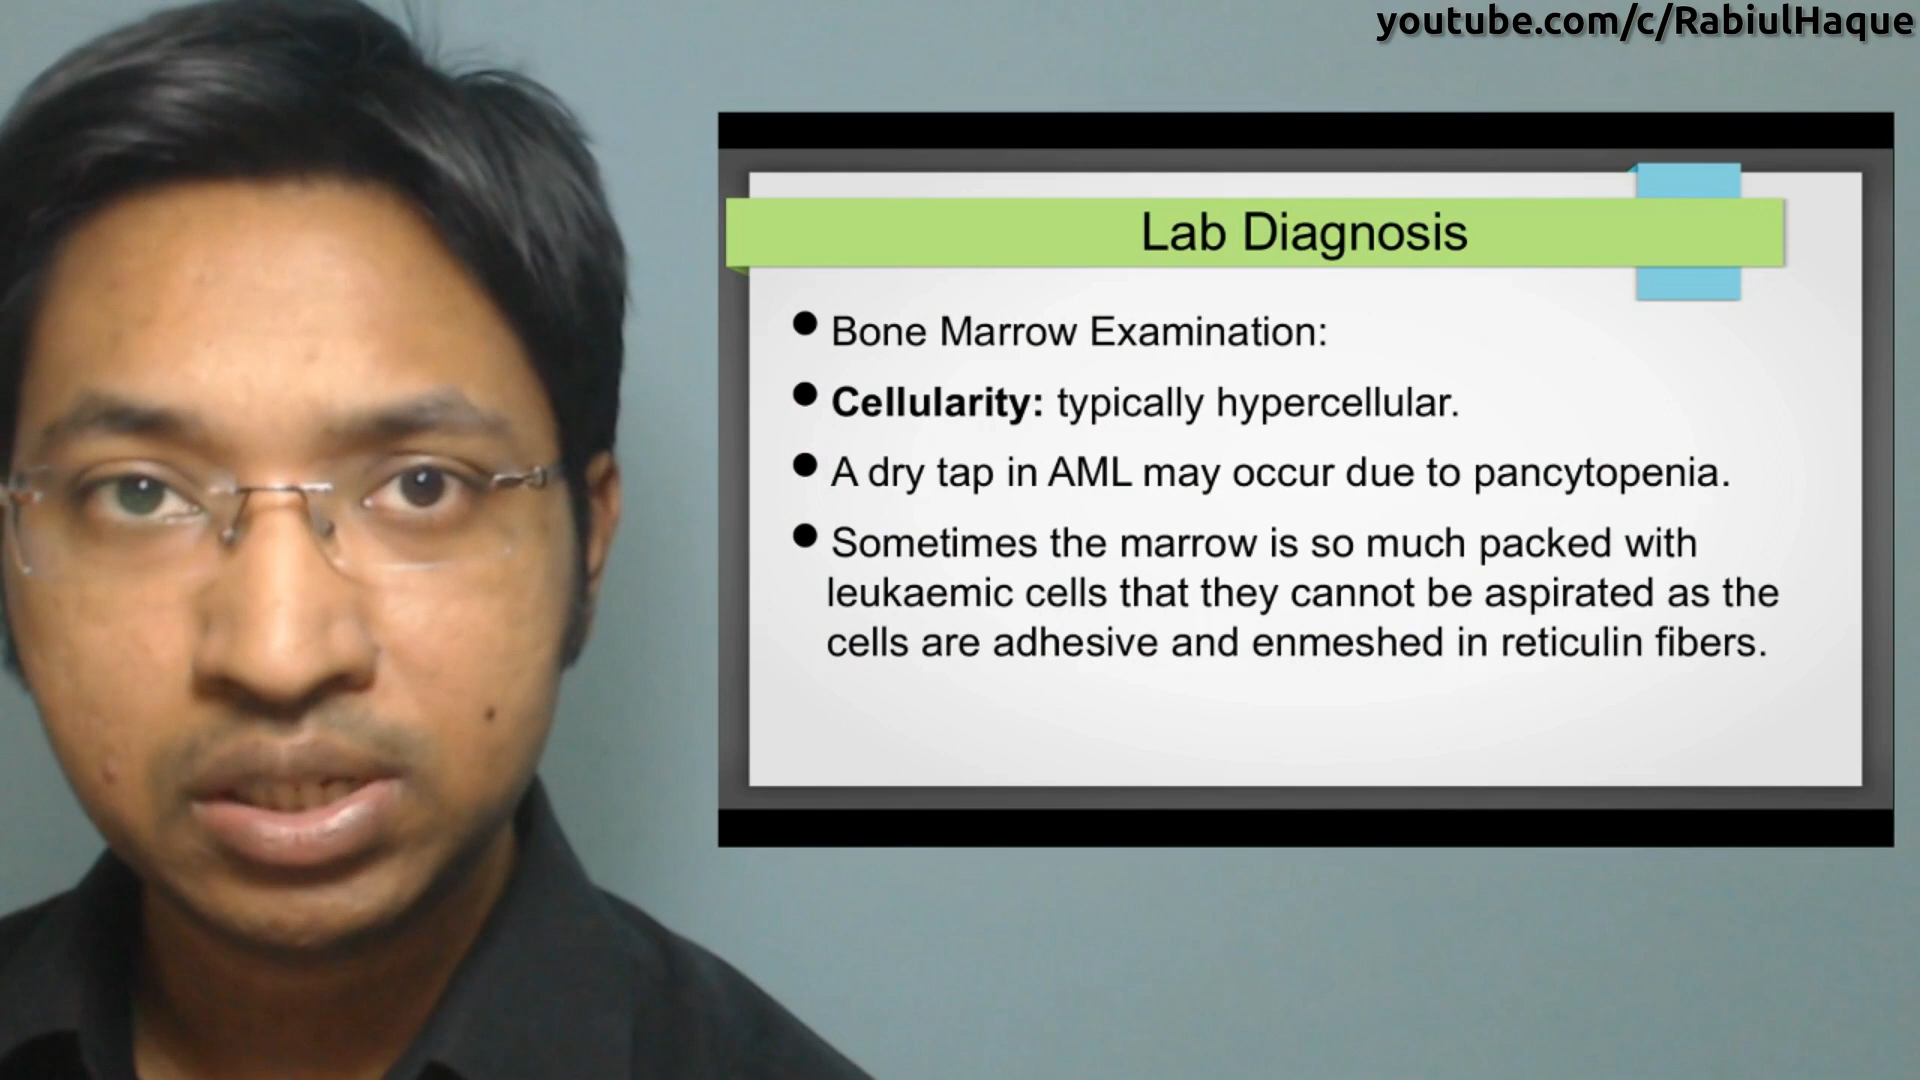 youtube.com/c/RabiulHaque
Lab Diagnosis
Bone Marrow Examination:
Cellularity: typically hypercellular.
A dry tap in AML may occur due to pancytopenia.
Sometimes the marrow is so much packed with
leukaemic cells that they cannot be aspirated as the
cells are adhesive and enmeshed in reticulin fibers.